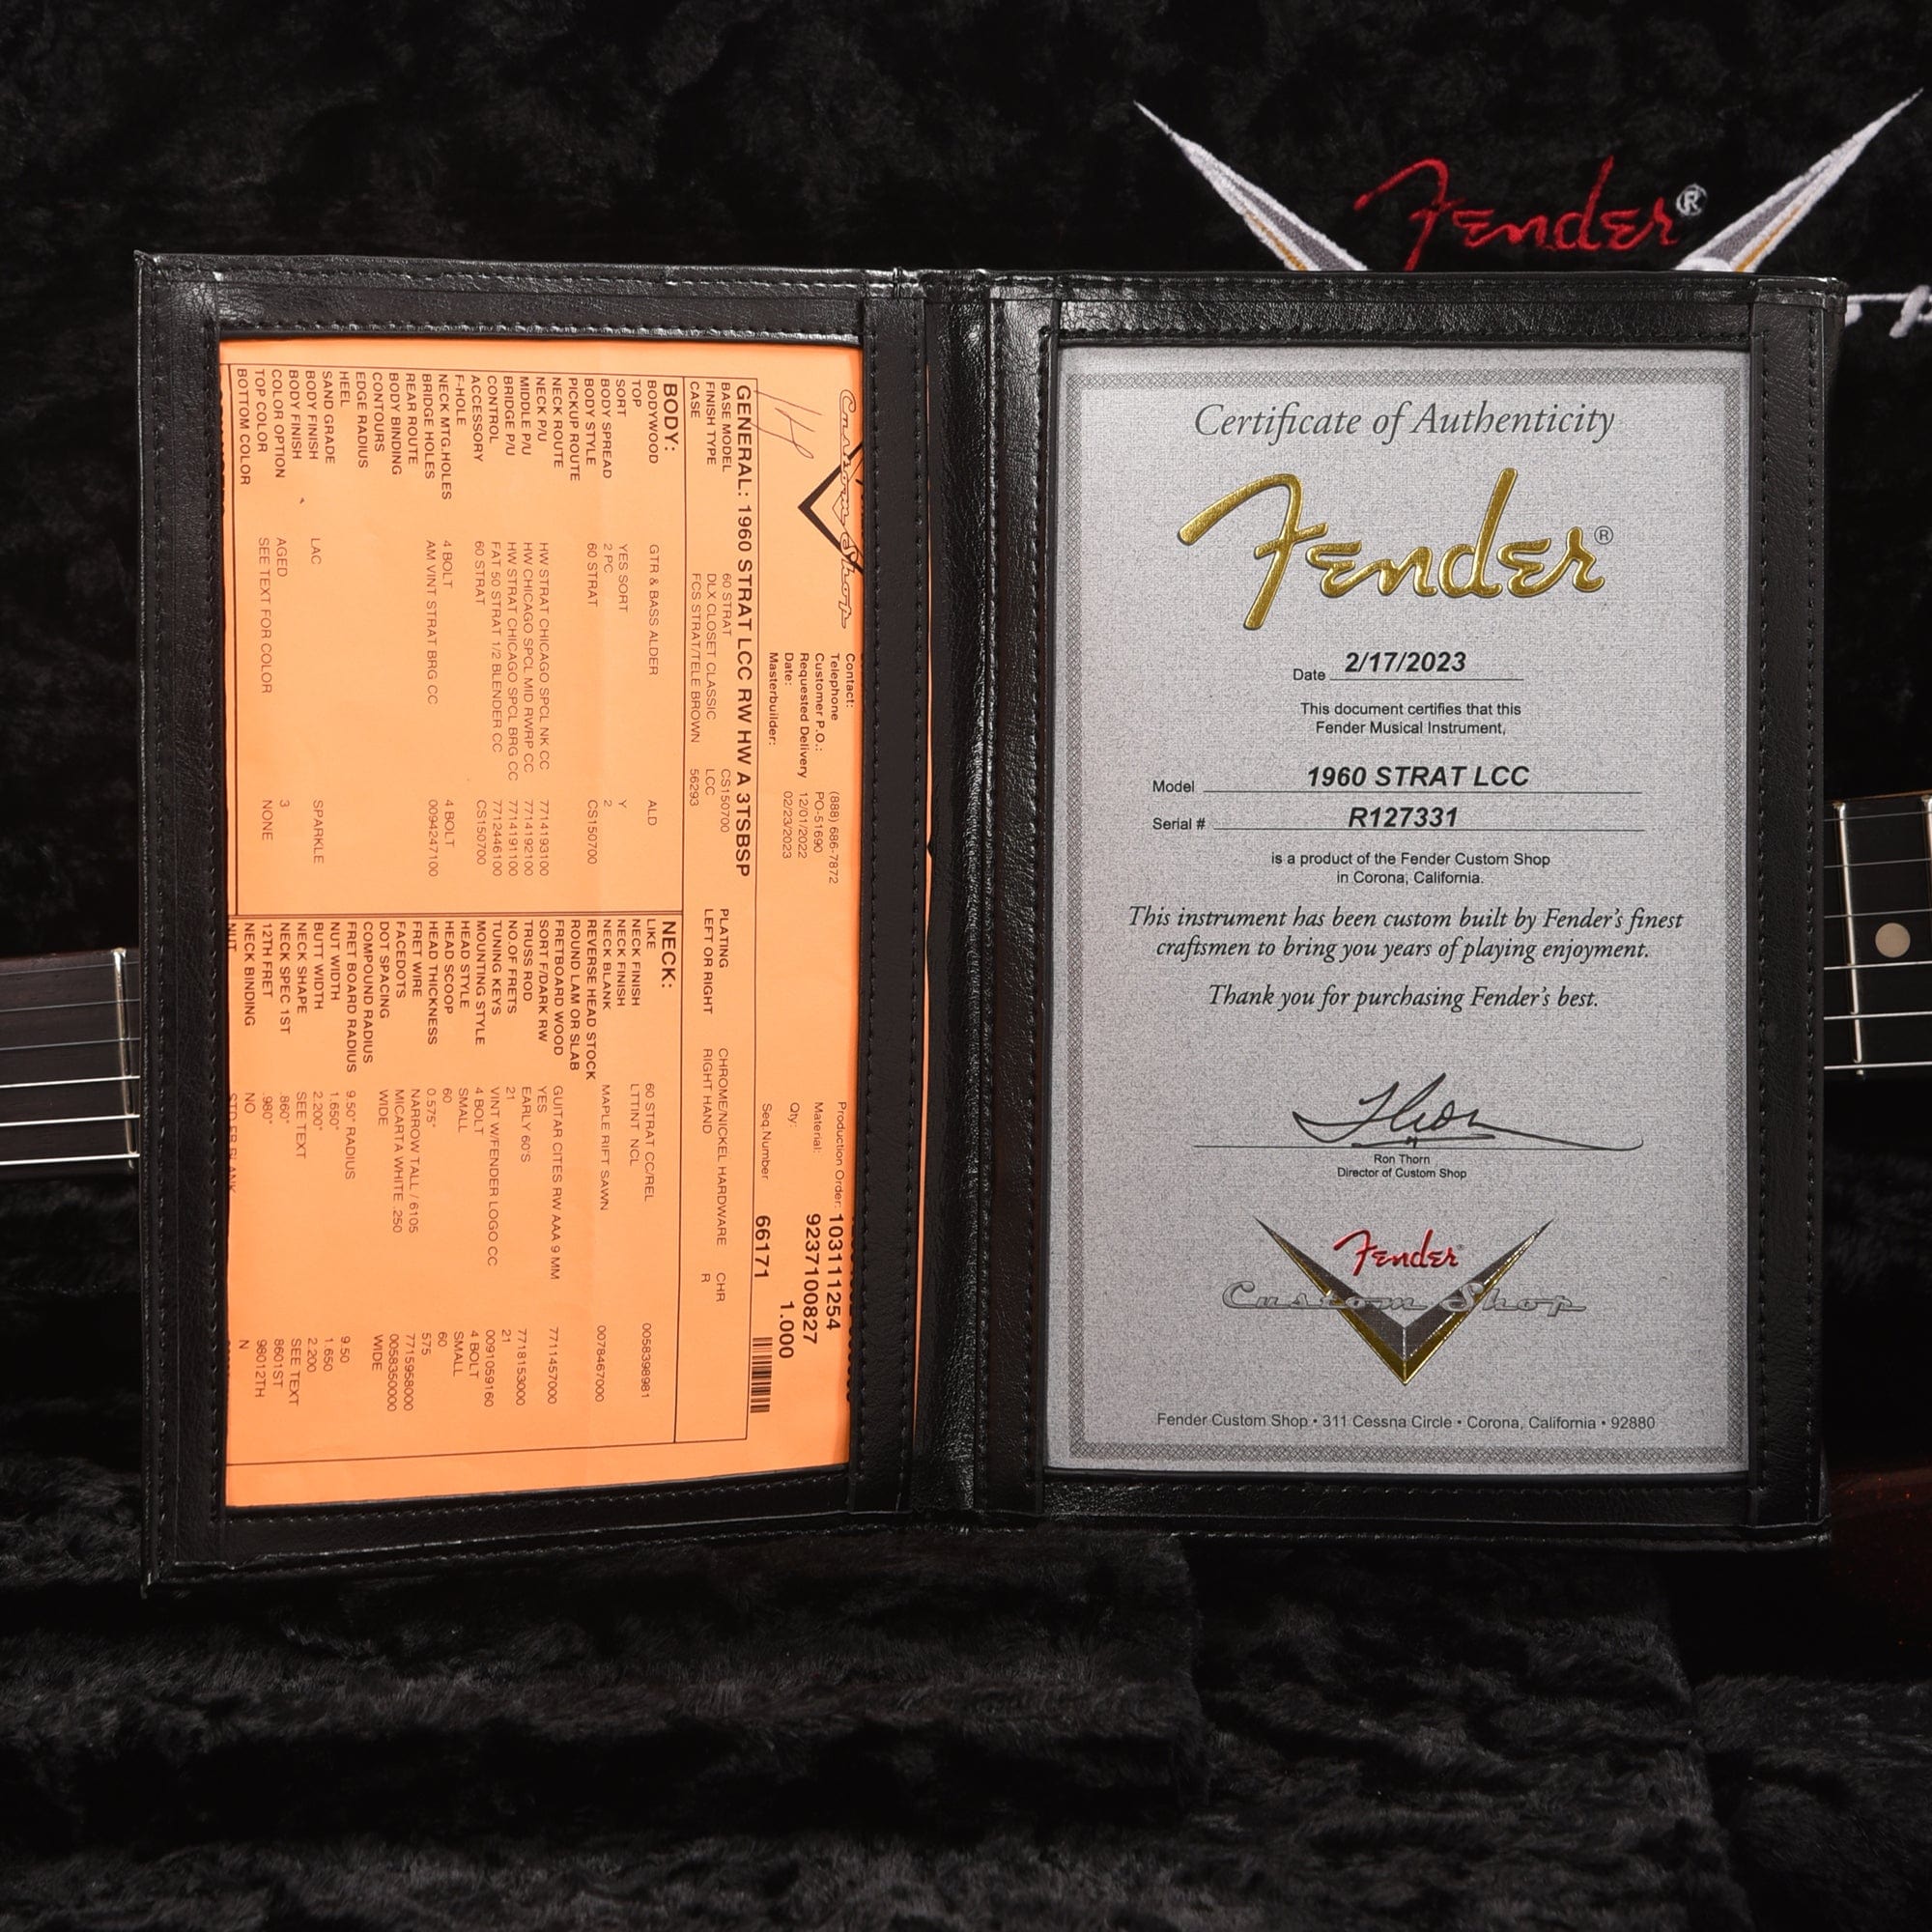 Fender®
Custom Shop
Contact:
Telephone (888) 686-7872
Customer P.O.: PO-51690
Requested Delivery 12/01/2022
Date: 02/23/2023
Masterbuilder:
Production Order: 103111254
Material: 9237100827
Qty: 1.000
Seq.Number 66171
GENERAL: 1960 STRAT LCC RW HW A 3TSBSP
BASE MODEL 60 STRAT CS150700 PLATING CHROME/NICKEL HARDWARE CHR
FINISH TYPE DLX CLOSET CLASSIC LCC LEFT OR RIGHT RIGHT HAND R
CASE FCS STRAT/TELE BROWN 56293
BODY:
BODYWOOD GTR & BASS ALDER ALD
TOP
SORT YES SORT Y
BODY SPREAD 2 PC 2
BODY STYLE 60 STRAT CS150700
PICKUP ROUTE
NECK ROUTE
NECK P/U HW STRAT CHICAGO SPCL NK CC 7714193100
MIDDLE P/U HW CHICAGO SPCL MID RWRP CC 7714192100
BRIDGE P/U HW STRAT CHICAGO SPCL BRG CC 7714191100
CONTROL FAT 50 STRAT 1/2 BLENDER CC 7712446100
ACCESSORY 60 STRAT CS150700
F-HOLE
NECK MTG.HOLES 4 BOLT 4 BOLT
BRIDGE HOLES AM VINT STRAT BRG CC 0094247100
REAR ROUTE
BODY BINDING
CONTOURS
EDGE RADIUS
HEEL
SAND GRADE
BODY FINISH LAC SPARKLE
BODY FINISH
COLOR OPTION AGED 3
TOP COLOR SEE TEXT FOR COLOR NONE
BOTTOM COLOR
NECK:
LIKE 60 STRAT CC/REL 0058398981
NECK FINISH LTTINT NCL
NECK FINISH
NECK BLANK MAPLE RIFT SAWN 0078467000
REVERSE HEAD STOCK
ROUND LAM OR SLAB
FRETBOARD WOOD GUITAR CITES RW AAA 9 MM 7711457000
SORT F/DARK RW YES
TRUSS ROD EARLY 60'S 7718153000
NO.OF FRETS 21 21
TUNING KEYS VINT W/FENDER LOGO CC 0091059160
MOUNTING STYLE 4 BOLT 4 BOLT
HEAD STYLE SMALL SMALL
HEAD SCOOP 60 60
HEAD THICKNESS 0.575" 575
FRET WIRE NARROW TALL / 6105 7715958000
FACEDOTS MICARTA WHITE .250 0058350000
DOT SPACING WIDE WIDE
COMPOUND RADIUS
FRET BOARD RADIUS 9.50" RADIUS 9.50
NUT WIDTH 1.650" 1.650
BUTT WIDTH 2.200" 2.200
NECK SHAPE SEE TEXT SEE TEXT
NECK SPEC 1ST .860" 8601ST
12TH FRET .980" 98012TH
NECK BINDING NO N
NUT
Certificate of Authenticity
Fender®
Date 2/17/2023
This document certifies that this
Fender Musical Instrument,
Model 1960 STRAT LCC
Serial # R127331
is a product of the Fender Custom Shop
in Corona, California.
This instrument has been custom built by Fender's finest
craftsmen to bring you years of playing enjoyment.
Thank you for purchasing Fender's best.
Ron Thorn
Director of Custom Shop
Fender
Custom Shop
Fender Custom Shop • 311 Cessna Circle • Corona, California • 92880